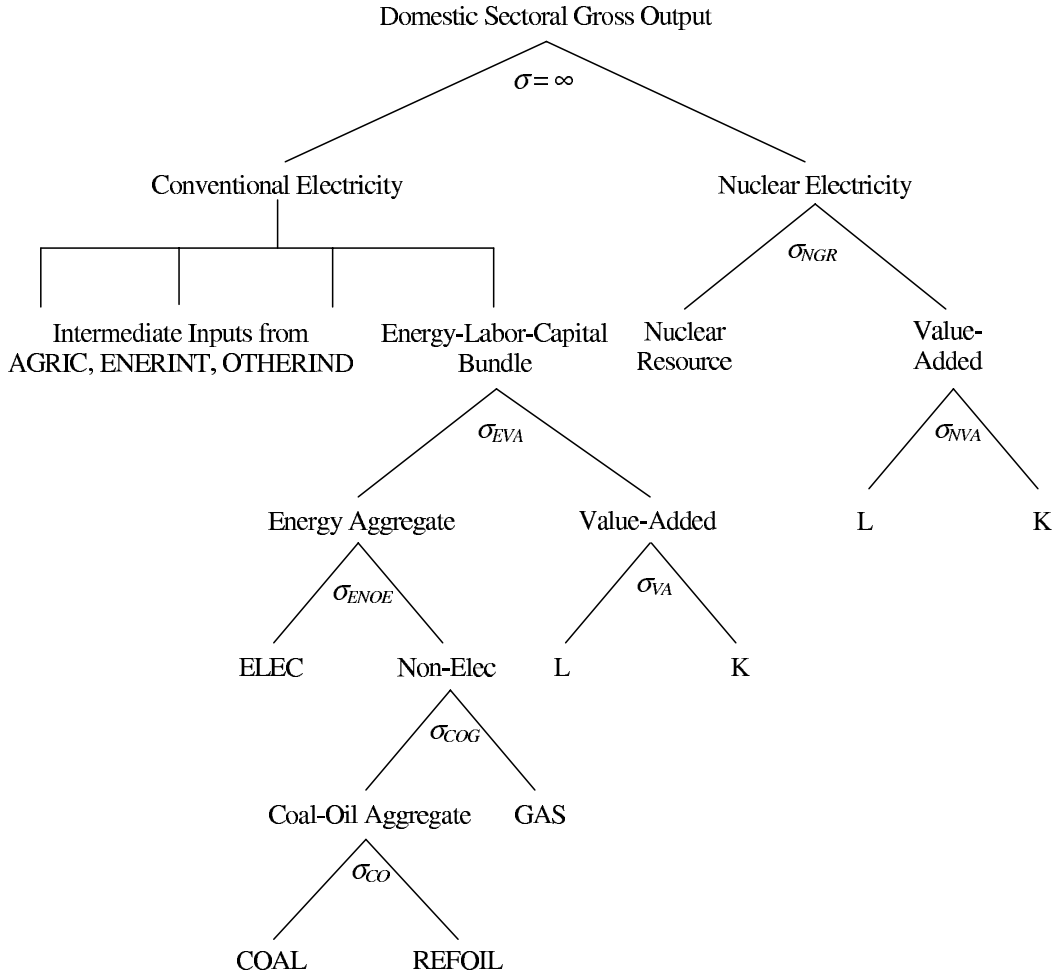 Domestic Sectoral Gross Output
σ = ∞
Conventional Electricity
Nuclear Electricity
σNGR
Intermediate Inputs from
AGRIC, ENERINT, OTHERIND
Energy-Labor-Capital
Bundle
Nuclear
Resource
Value-
Added
σEVA
σNVA
Energy Aggregate
Value-Added
L
K
σENOE
σVA
ELEC
Non-Elec
L
K
σCOG
Coal-Oil Aggregate
GAS
σCO
COAL
REFOIL